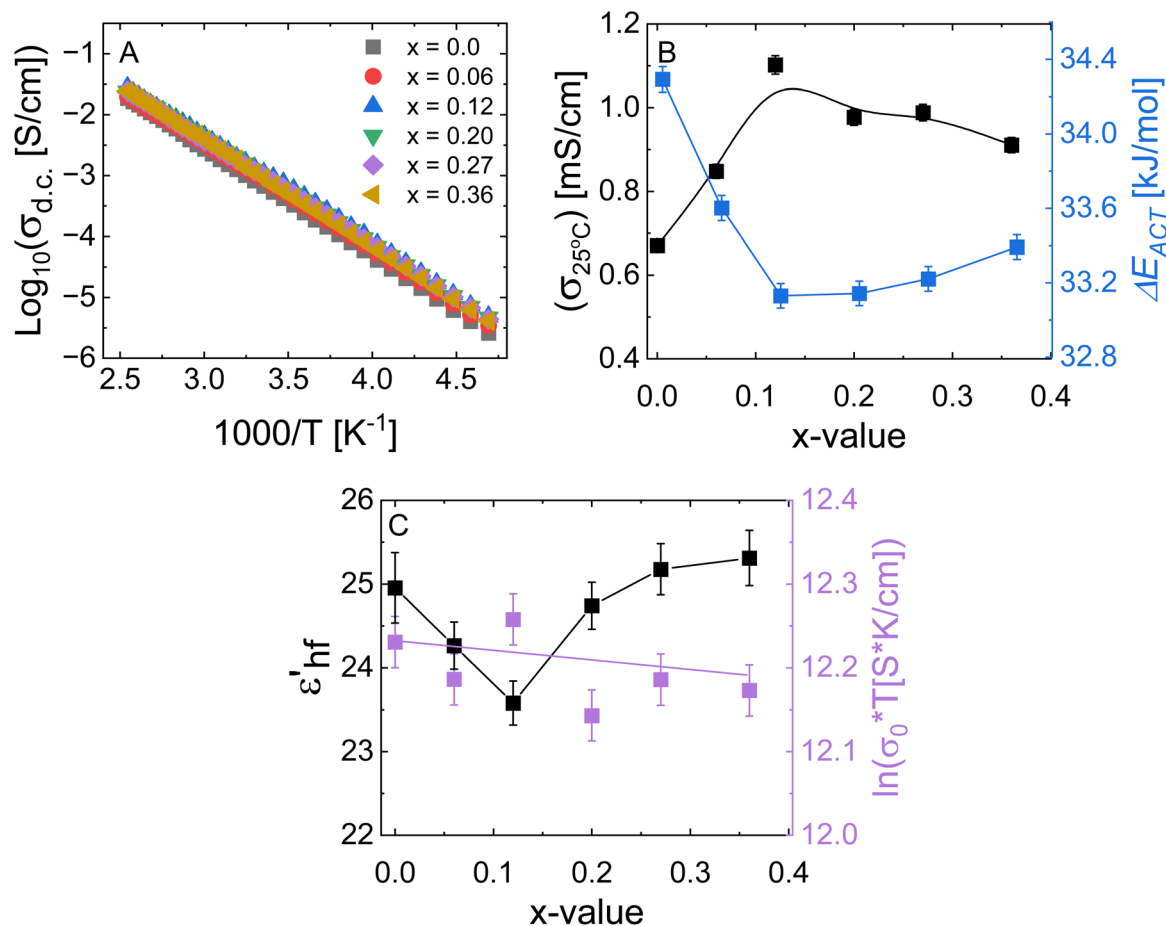 A
Log₁₀(σd.c. [S/cm])
−1
−2
−3
−4
−5
−6
x = 0.0
x = 0.06
x = 0.12
x = 0.20
x = 0.27
x = 0.36
2.5 3.0 3.5 4.0 4.5
1000/T [K⁻¹]
B
(σ25ºC) [mS/cm]
1.2
1.0
0.8
0.6
0.4
34.4
34.0
33.6
33.2
32.8
ΔE_ACT [kJ/mol]
0.0 0.1 0.2 0.3 0.4
x-value
C
ε'hf
26
25
24
23
22
12.4
12.3
12.2
12.1
12.0
ln(σ₀*T[S*K/cm])
0.0 0.1 0.2 0.3 0.4
x-value